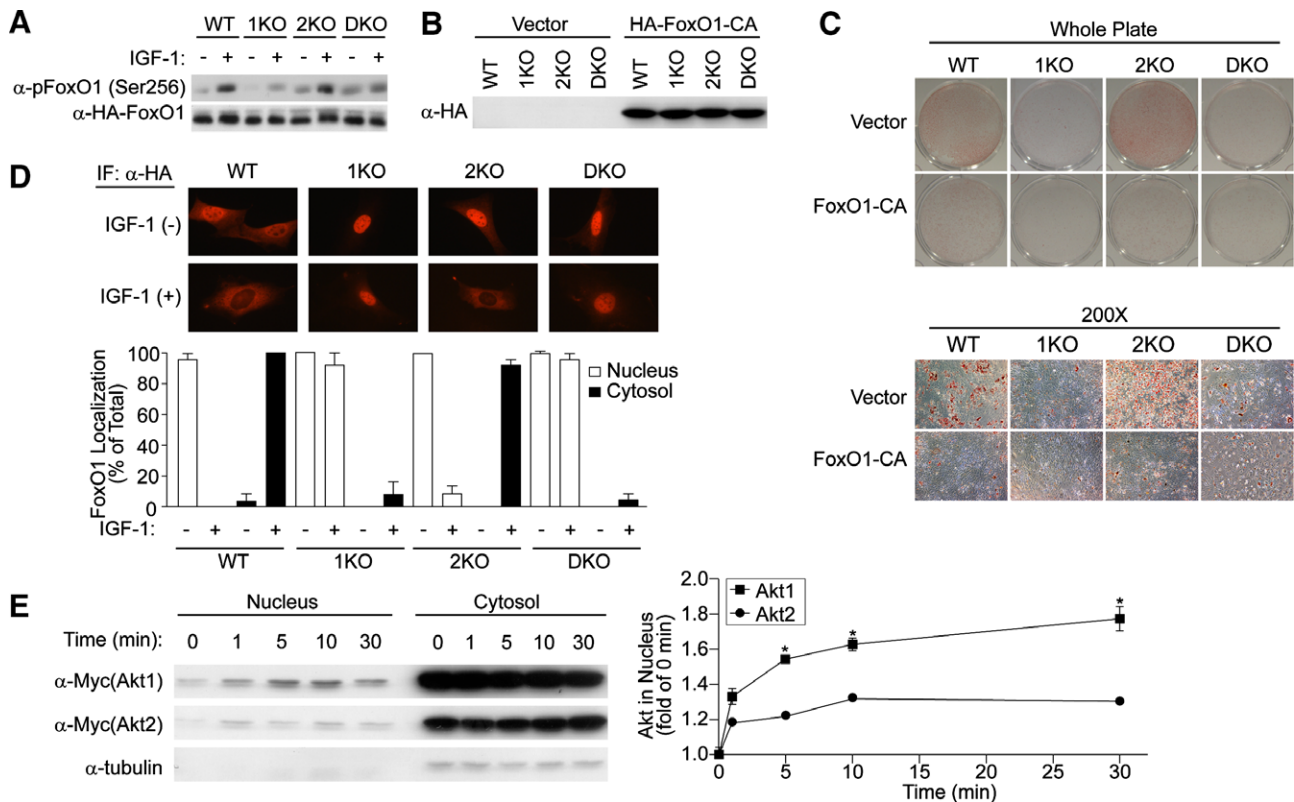 A
WT 1KO 2KO DKO
IGF-1: - + - + - + - +
α-pFoxO1 (Ser256)
α-HA-FoxO1
B
Vector HA-FoxO1-CA
WT 1KO 2KO DKO WT 1KO 2KO DKO
α-HA
C
Whole Plate
WT 1KO 2KO DKO
Vector
FoxO1-CA
200X
WT 1KO 2KO DKO
Vector
FoxO1-CA
D
IF: α-HA WT 1KO 2KO DKO
IGF-1 (-)
IGF-1 (+)
FoxO1 Localization
(% of Total)
100
80
60
40
20
0
Nucleus
Cytosol
IGF-1: - + - + - + - + - + - + - + - +
WT 1KO 2KO DKO
E
Nucleus Cytosol
Time (min): 0 1 5 10 30 0 1 5 10 30
α-Myc(Akt1)
α-Myc(Akt2)
α-tubulin
Akt in Nucleus
(fold of 0 min)
2.0
1.8
1.6
1.4
1.2
1.0
Akt1
Akt2
* * *
0 5 10 15 20 25 30
Time (min)